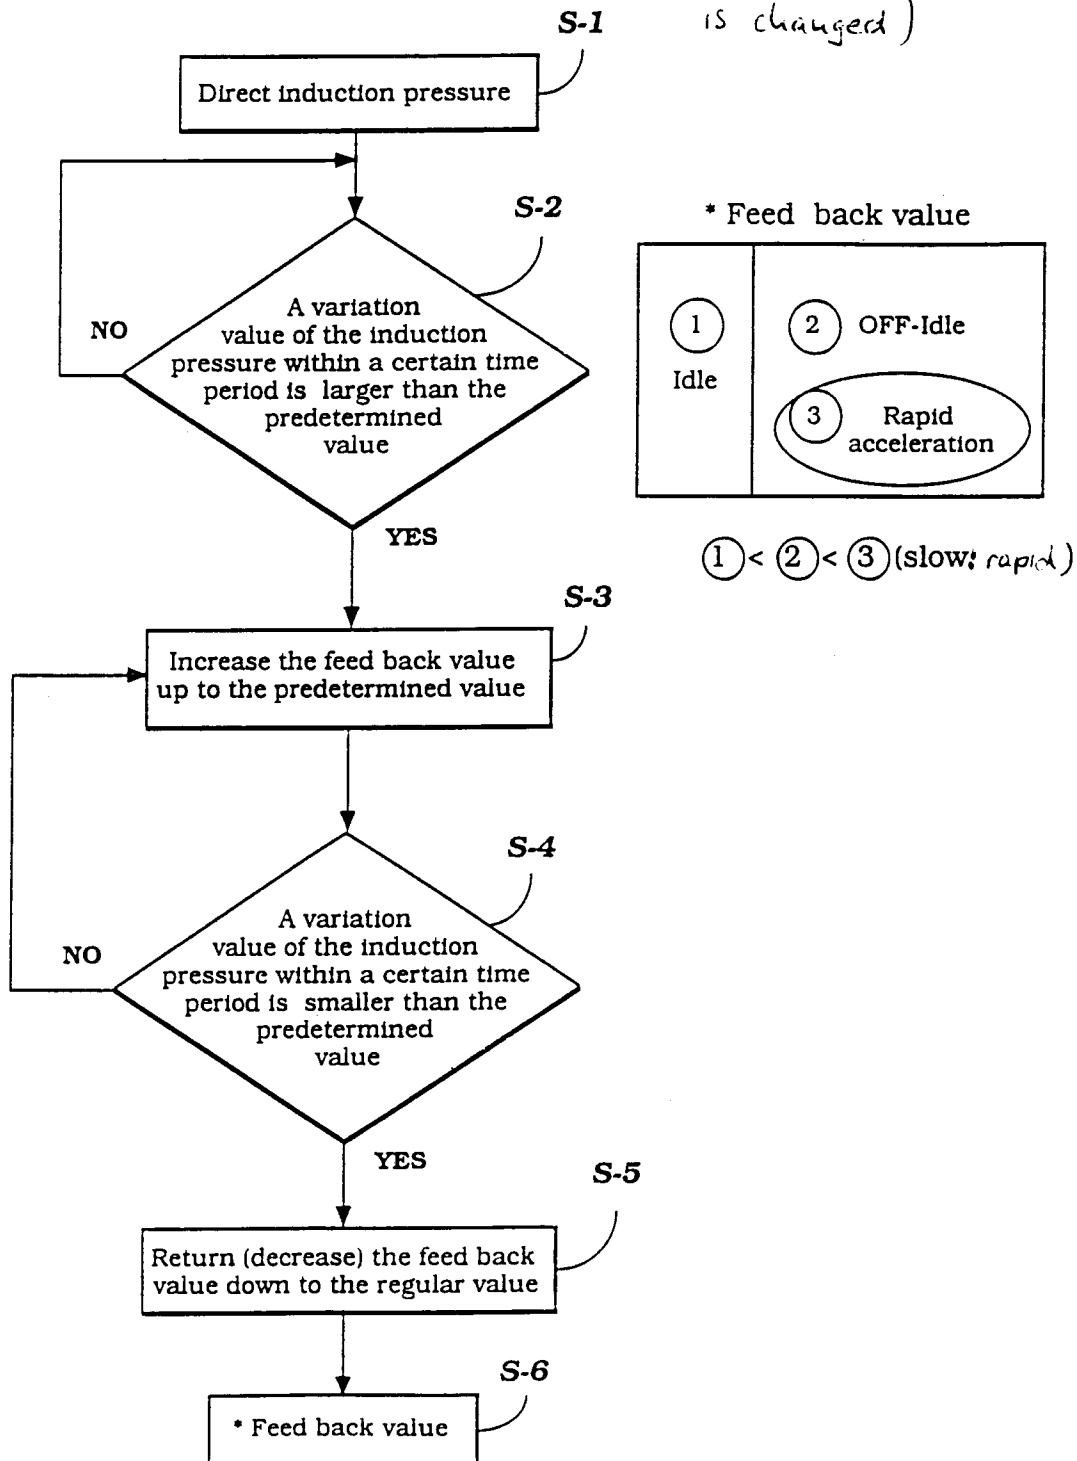 is changed)
S-1
Direct induction pressure
S-2
A variation
value of the induction
pressure within a certain time
period is larger than the
predetermined
value
NO
YES
* Feed back value
1
Idle
2 OFF-Idle
3 Rapid
acceleration
1 < 2 < 3 (slow: rapid)
S-3
Increase the feed back value
up to the predetermined value
S-4
A variation
value of the induction
pressure within a certain time
period is smaller than the
predetermined
value
NO
YES
S-5
Return (decrease) the feed back
value down to the regular value
S-6
* Feed back value